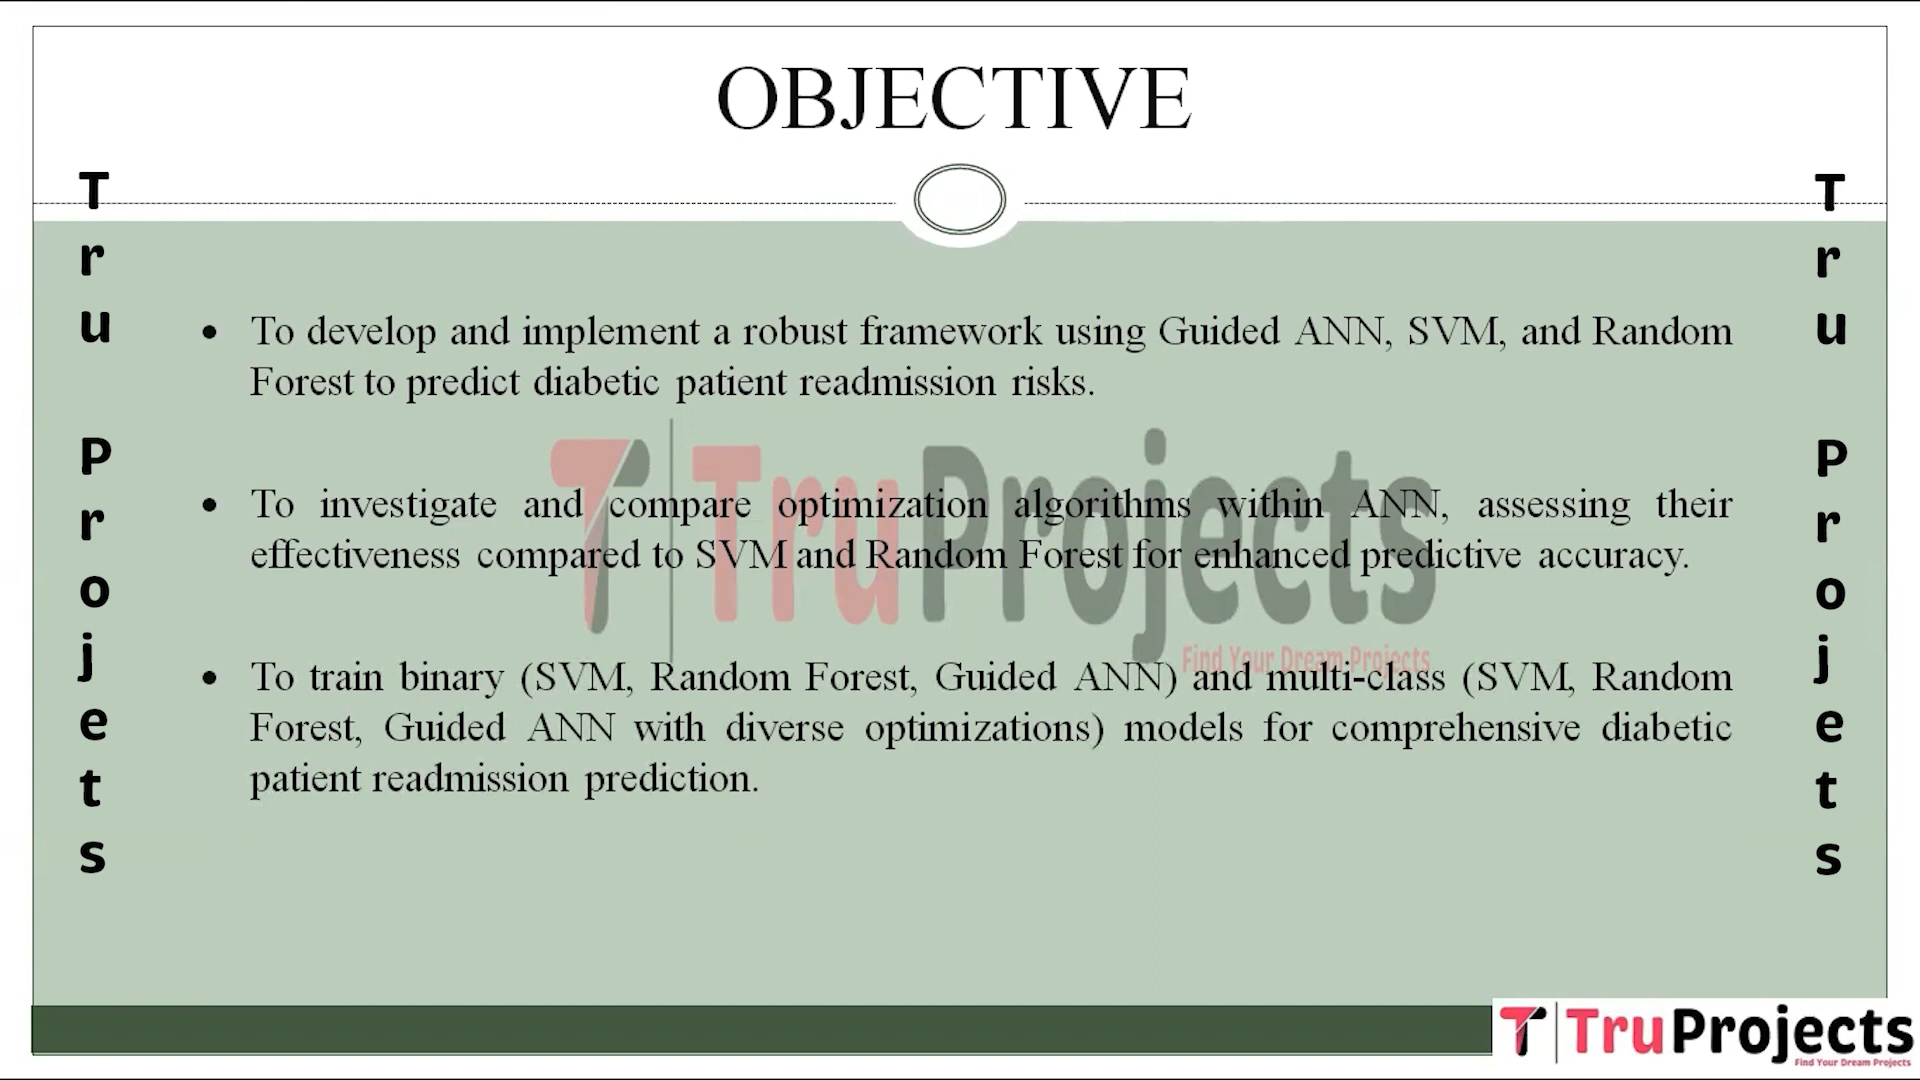 OBJECTIVE
Tru Projets
• To develop and implement a robust framework using Guided ANN, SVM, and Random
Forest to predict diabetic patient readmission risks.
• To investigate and compare optimization algorithms within ANN, assessing their
effectiveness compared to SVM and Random Forest for enhanced predictive accuracy.
• To train binary (SVM, Random Forest, Guided ANN) and multi-class (SVM, Random
Forest, Guided ANN with diverse optimizations) models for comprehensive diabetic
patient readmission prediction.
TruProjects
Find Your Dream Projects
Tru Projets
TruProjects
Find Your Dream Projects